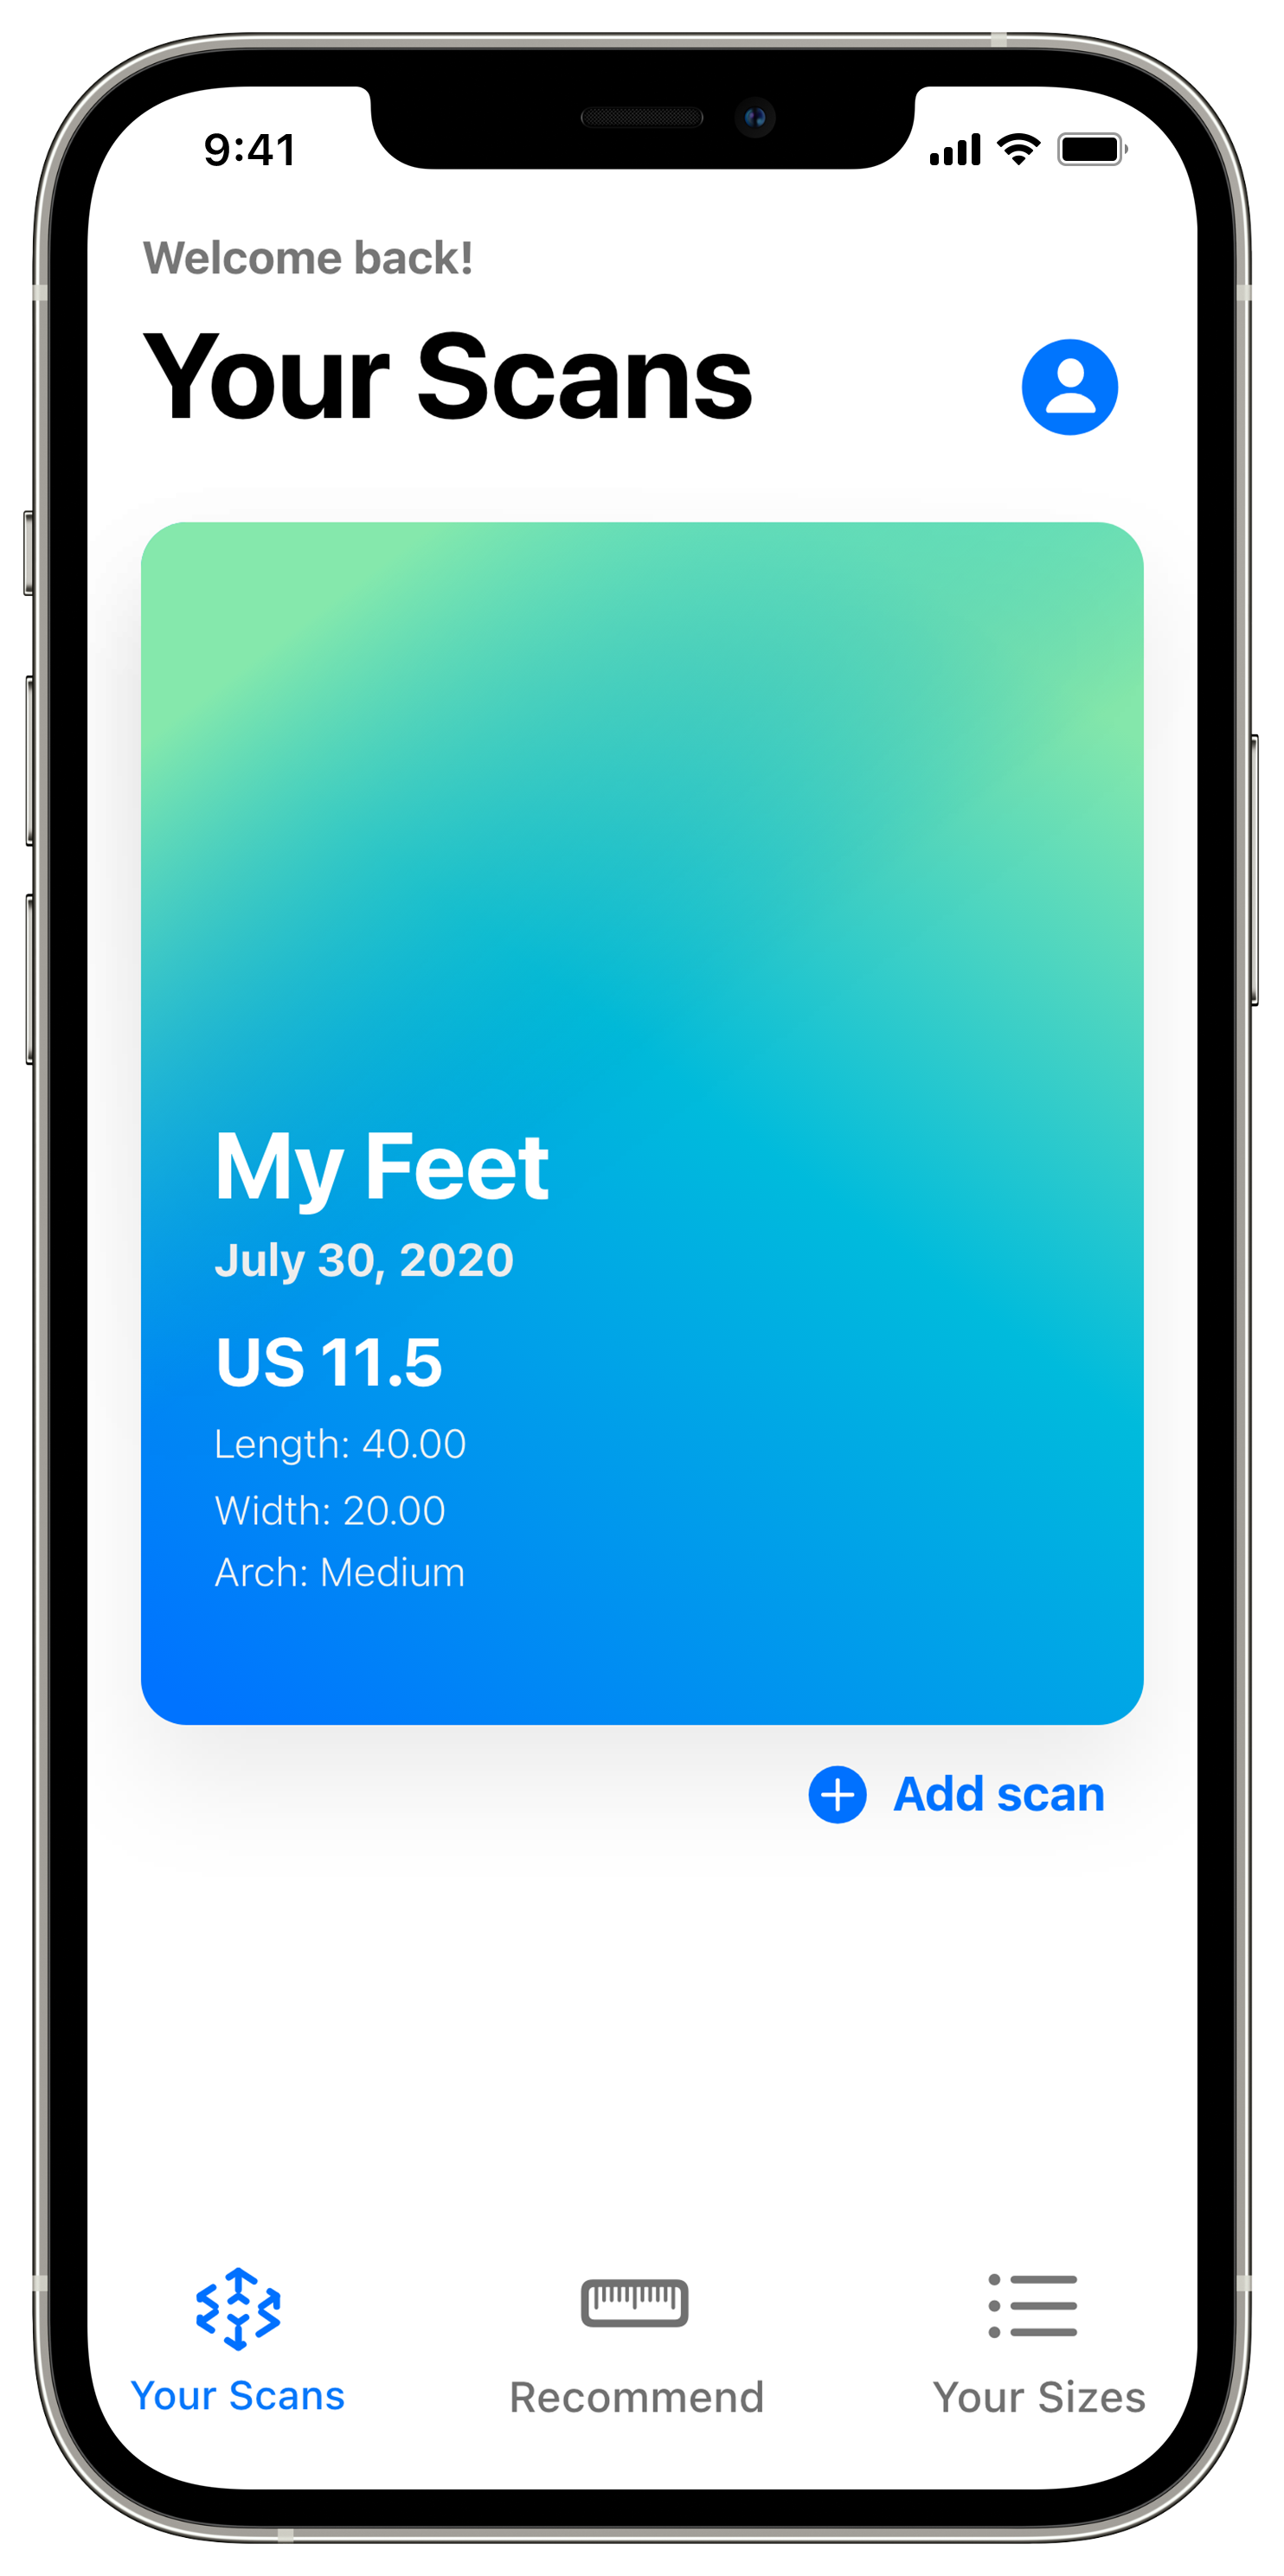 9:41
Welcome back!
Your Scans
My Feet
July 30, 2020
US 11.5
Length: 40.00
Width: 20.00
Arch: Medium
Add scan
Your Scans
Recommend
Your Sizes